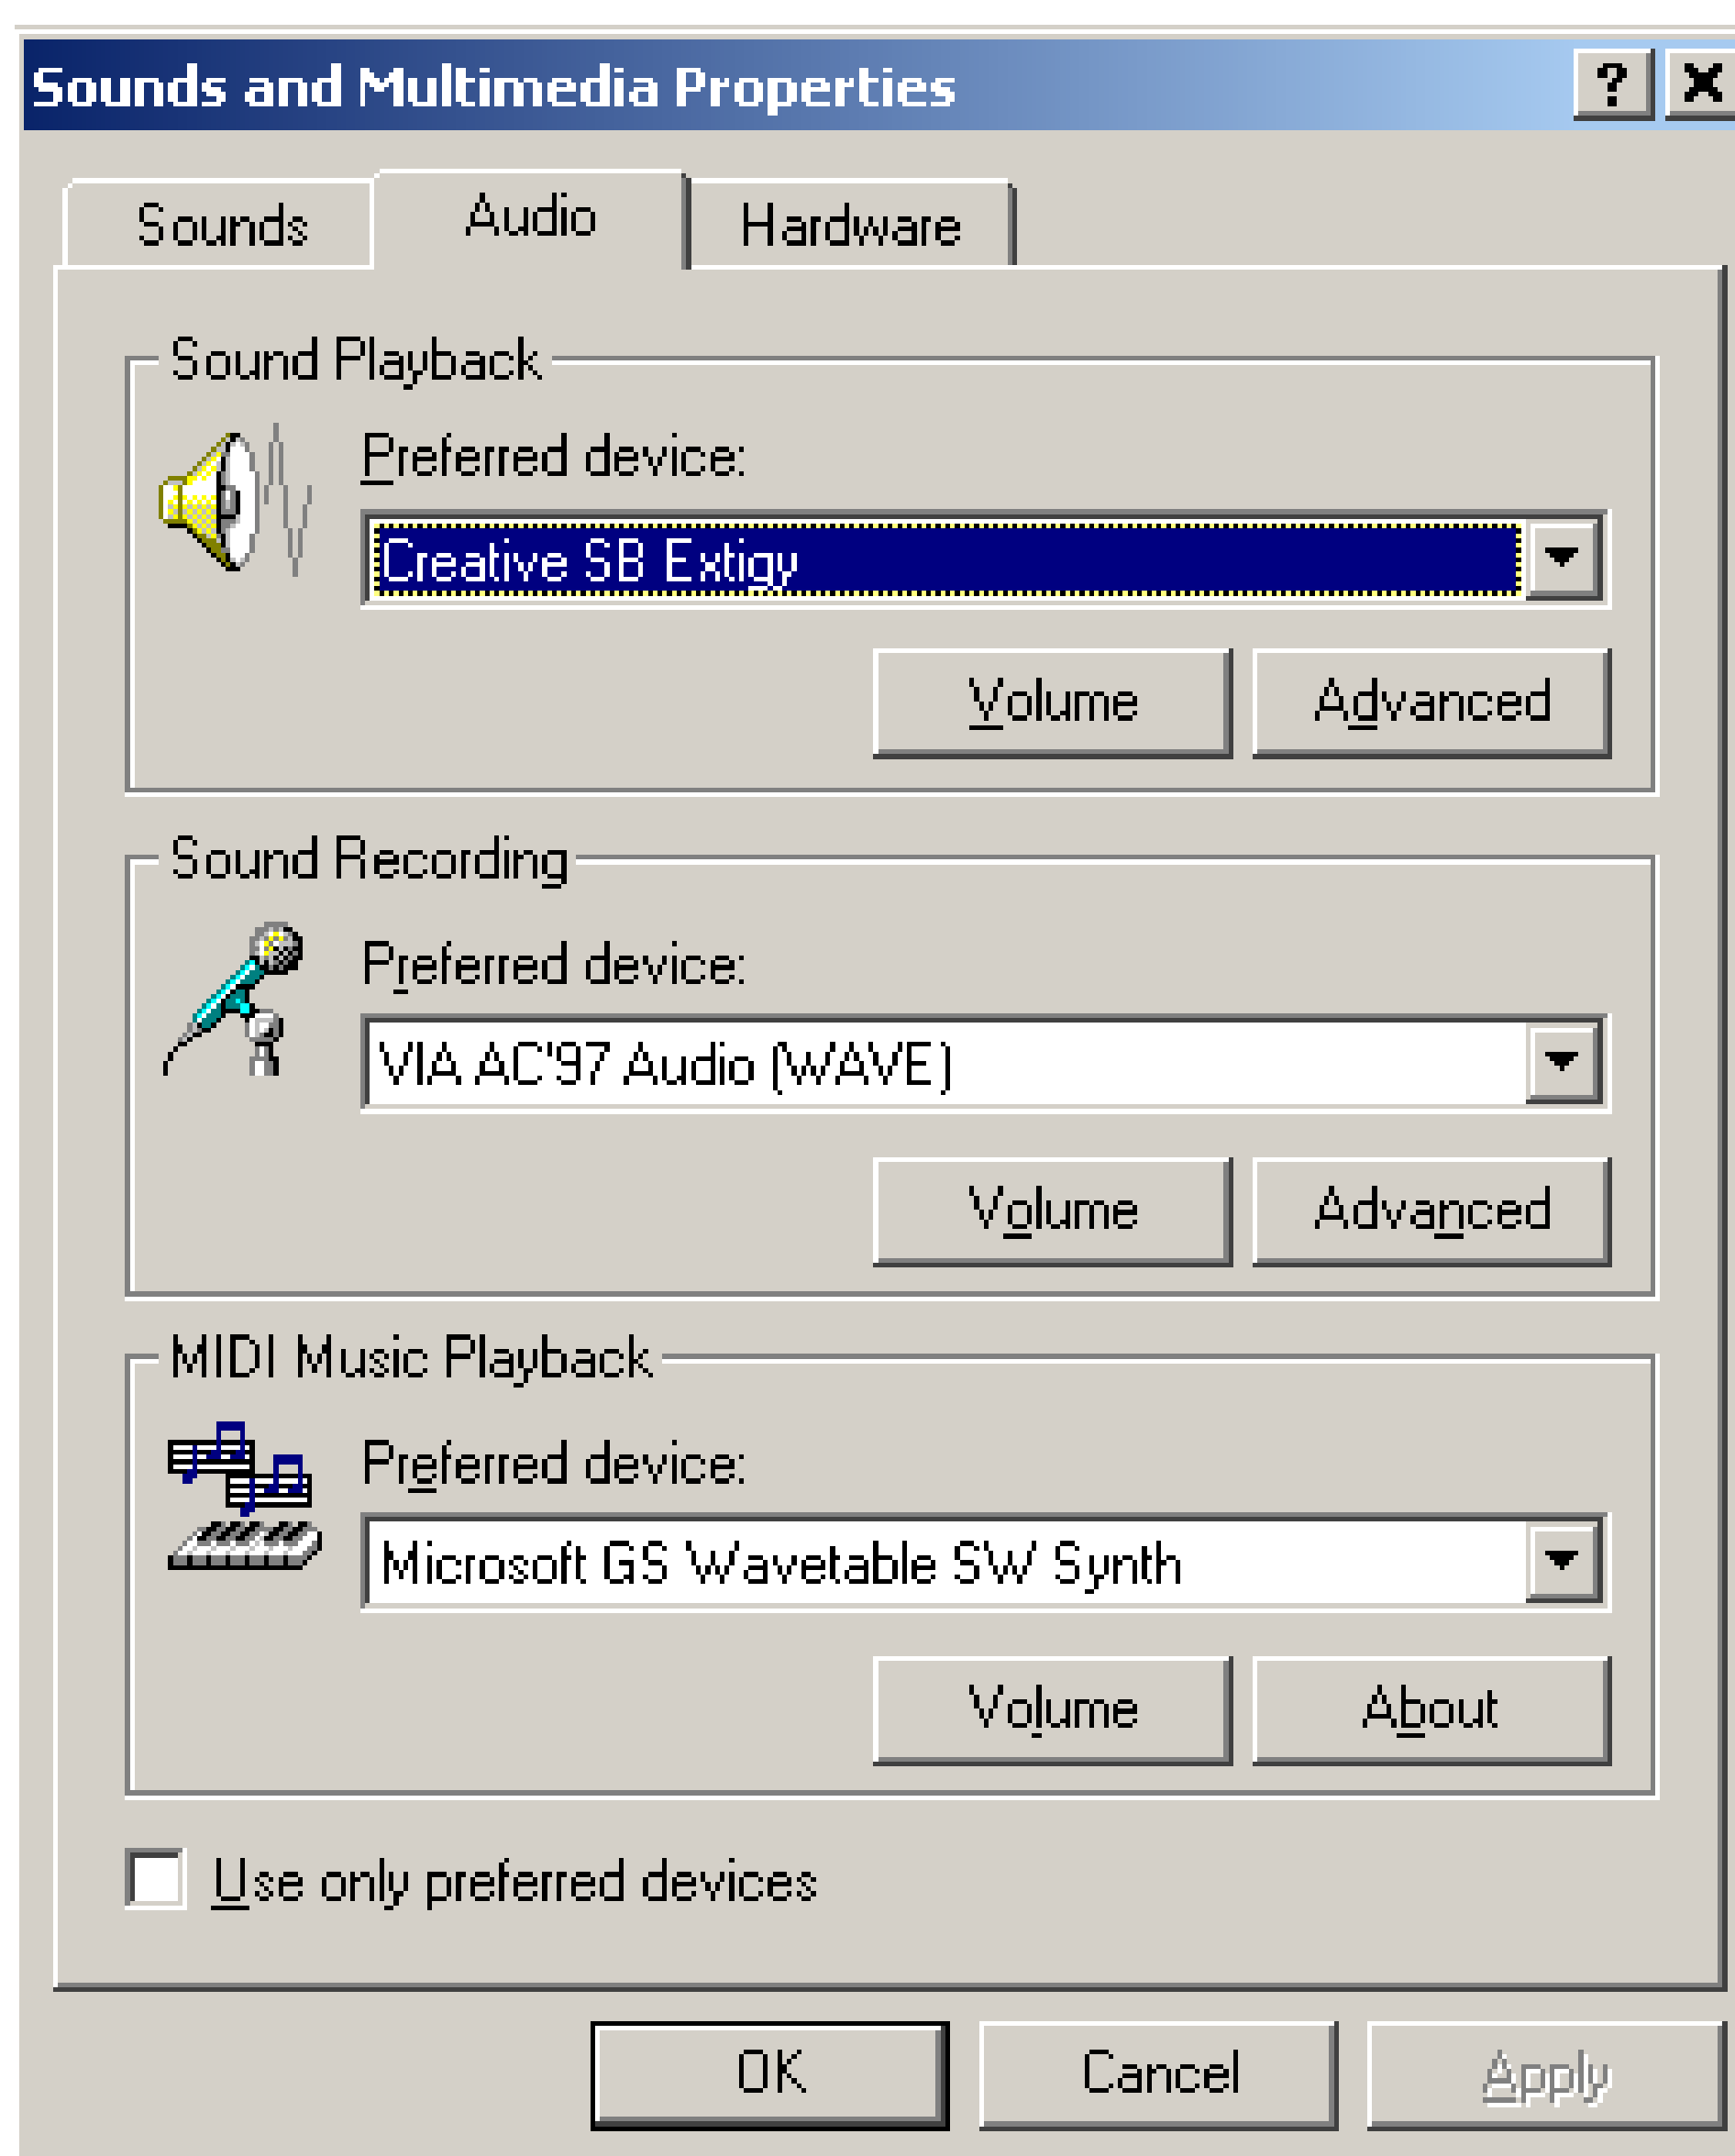 Sounds and Multimedia Properties ?
Sounds Audio Hardware
Sound Playback
Preferred device:
Creative SB Extigy
Volume Advanced
Sound Recording
Preferred device:
VIA AC'97 Audio (WAVE)
Volume Advanced
MIDI Music Playback
Preferred device:
Microsoft GS Wavetable SW Synth
Volume About
Use only preferred devices
OK Cancel Apply